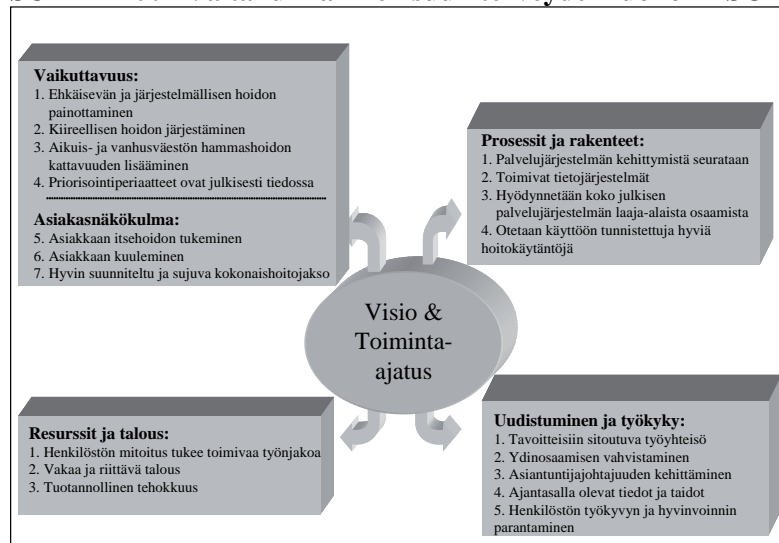 Vaikuttavuus:
1. Ehkäisevän ja järjestelmällisen hoidon
painottaminen
2. Kiireellisen hoidon järjestäminen
3. Aikuis- ja vanhusväestön hammashoidon
kattavuuden lisääminen
4. Priorisointiperiaatteet ovat julkisesti tiedossa
Asiakasnäkökulma:
5. Asiakkaan itsehoidon tukeminen
6. Asiakkaan kuuleminen
7. Hyvin suunniteltu ja sujuva kokonaishoitojakso
Prosessit ja rakenteet:
1. Palvelujärjestelmän kehittymistä seurataan
2. Toimivat tietojärjestelmät
3. Hyödynnetään koko julkisen
palvelujärjestelmän laaja-alaista osaamista
4. Otetaan käyttöön tunnistettuja hyviä
hoitokäytäntöjä
Visio &
Toiminta-
ajatus
Resurssit ja talous:
1. Henkilöstön mitoitus tukee toimivaa työnjakoa
2. Vakaa ja riittävä talous
3. Tuotannollinen tehokkuus
Uudistuminen ja työkyky:
1. Tavoitteisiin sitoutuva työyhteisö
2. Ydinosaamisen vahvistaminen
3. Asiantuntijajohtajuuden kehittäminen
4. Ajantasalla olevat tiedot ja taidot
5. Henkilöstön työkyvyn ja hyvinvoinnin
parantaminen